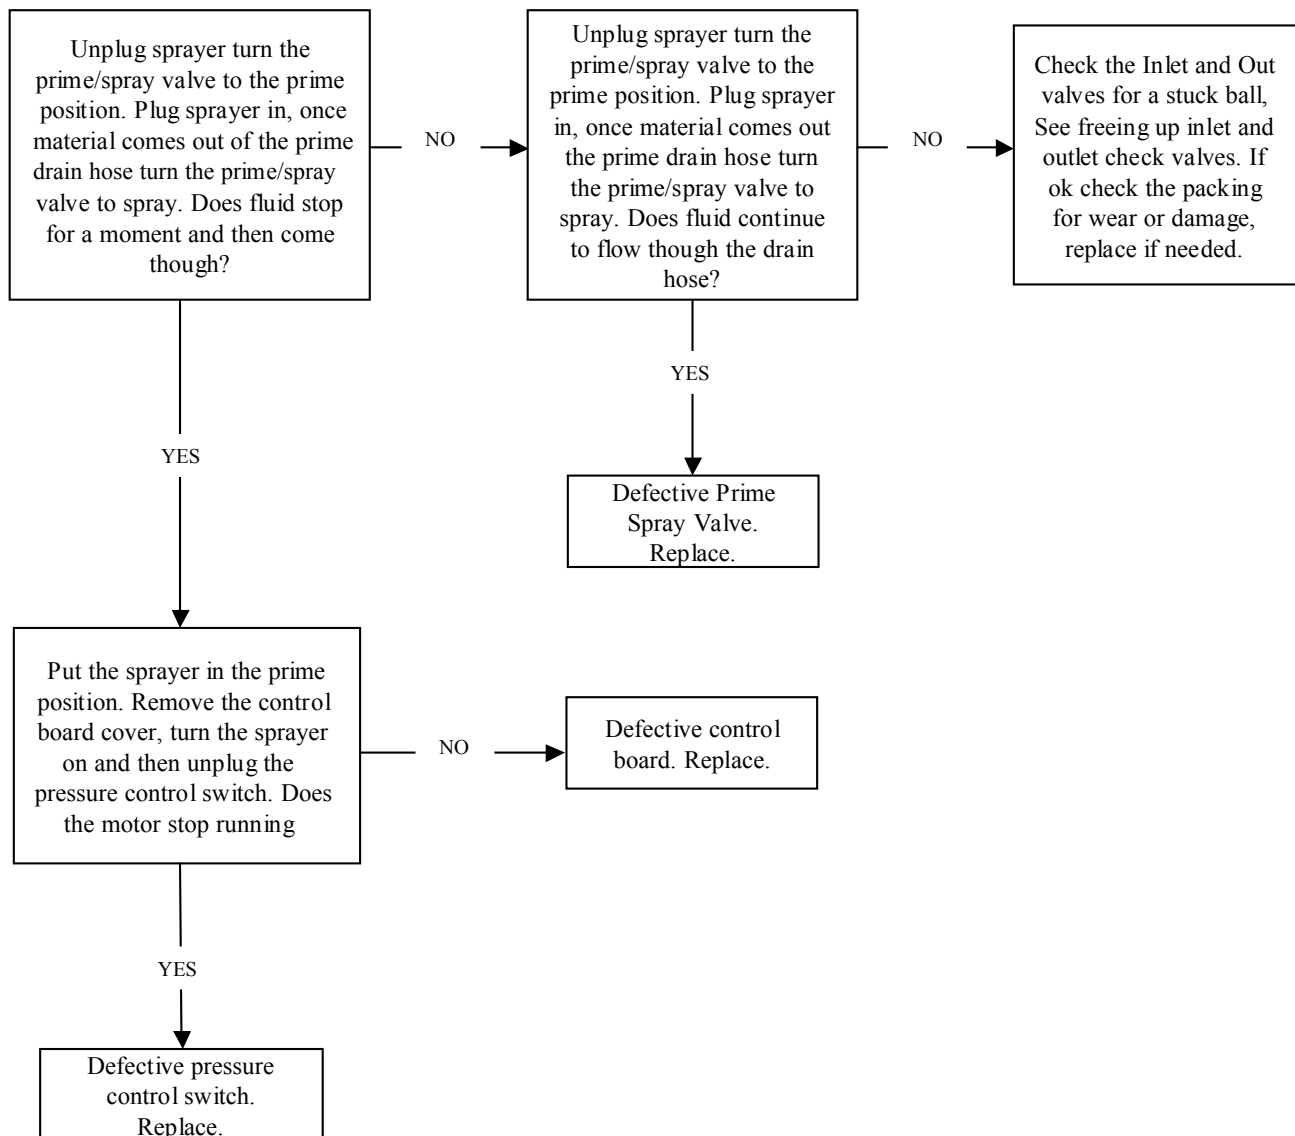 Unplug sprayer turn the
prime/spray valve to the prime
position. Plug sprayer in, once
material comes out of the prime
drain hose turn the prime/spray
valve to spray. Does fluid stop
for a moment and then come
though?
NO
Unplug sprayer turn the
prime/spray valve to the
prime position. Plug sprayer
in, once material comes out
the prime drain hose turn
the prime/spray valve to
spray. Does fluid continue
to flow though the drain
hose?
NO
Check the Inlet and Out
valves for a stuck ball,
See freeing up inlet and
outlet check valves. If
ok check the packing
for wear or damage,
replace if needed.
YES
YES
Defective Prime
Spray Valve.
Replace.
Put the sprayer in the prime
position. Remove the control
board cover, turn the sprayer
on and then unplug the
pressure control switch. Does
the motor stop running
NO
Defective control
board. Replace.
YES
Defective pressure
control switch.
Replace.